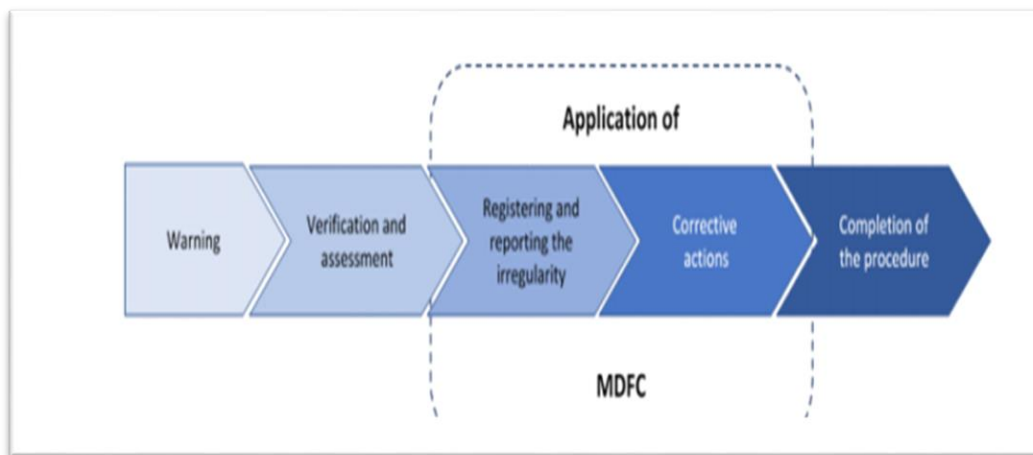 Application of
Warning
Verification and
assessment
Registering and
reporting the
irregularity
Corrective
actions
Completion of
the procedure
MDFC